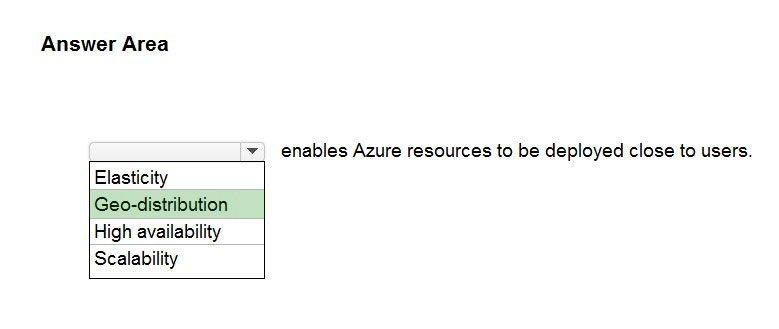 Answer Area
enables Azure resources to be deployed close to users.
Elasticity
Geo-distribution
High availability
Scalability